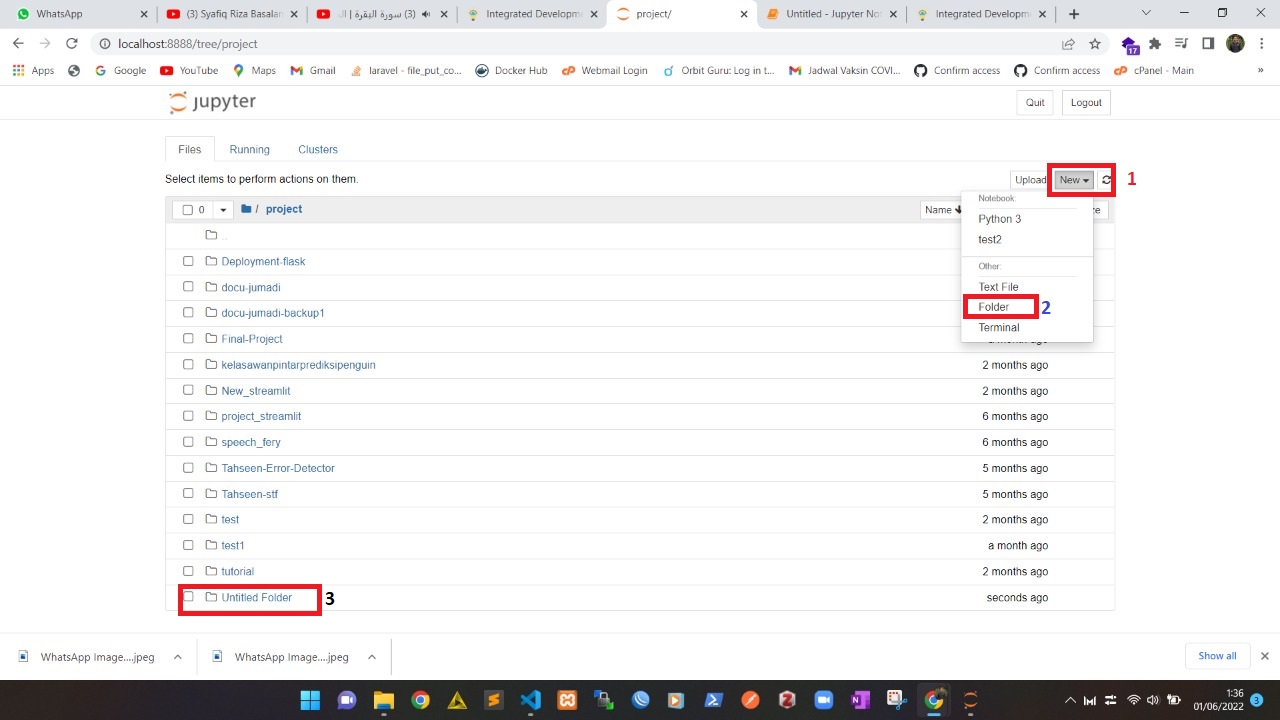 WhatsApp
(3) Syafiq Riza Basalan
(3) سورة البقرة | ال
Integrated Developme
project/
Untitled - Jupyter
Integrated Developm
localhost:8888/tree/project
17
Apps
Google
YouTube
Maps
Gmail
laravel - file_put_co...
Docker Hub
Webmail Login
Orbit Guru: Log in t...
Jadwal Vaksin COVI...
Confirm access
Confirm access
cPanel - Main
»
jupyter
Quit
Logout
Files
Running
Clusters
Select items to perform actions on them.
Upload
New
1
0
/ project
Name
Notebook:
Python 3
test2
Other:
Text File
Folder
2
Terminal
..
Deployment-flask
docu-jumadi
docu-jumadi-backup1
Final-Project
kelasawanpintarprediksipenguin
2 months ago
New_streamlit
2 months ago
project_streamlit
6 months ago
speech_fery
6 months ago
Tahseen-Error-Detector
5 months ago
Tahseen-stf
5 months ago
test
2 months ago
test1
a month ago
tutorial
2 months ago
Untitled Folder
3
seconds ago
WhatsApp Image....jpeg
WhatsApp Image....jpeg
Show all
1:36
01/06/2022
3